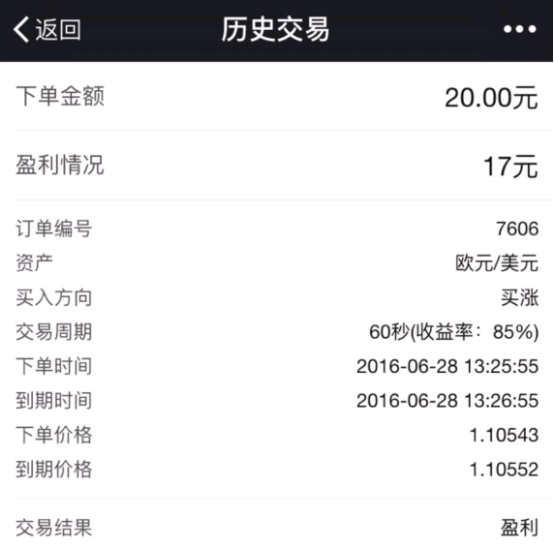 返回 历史交易
下单金额 20.00元
盈利情况 17元
订单编号 7606
资产 欧元/美元
买入方向 买涨
交易周期 60秒(收益率：85%)
下单时间 2016-06-28 13:25:55
到期时间 2016-06-28 13:26:55
下单价格 1.10543
到期价格 1.10552
交易结果 盈利